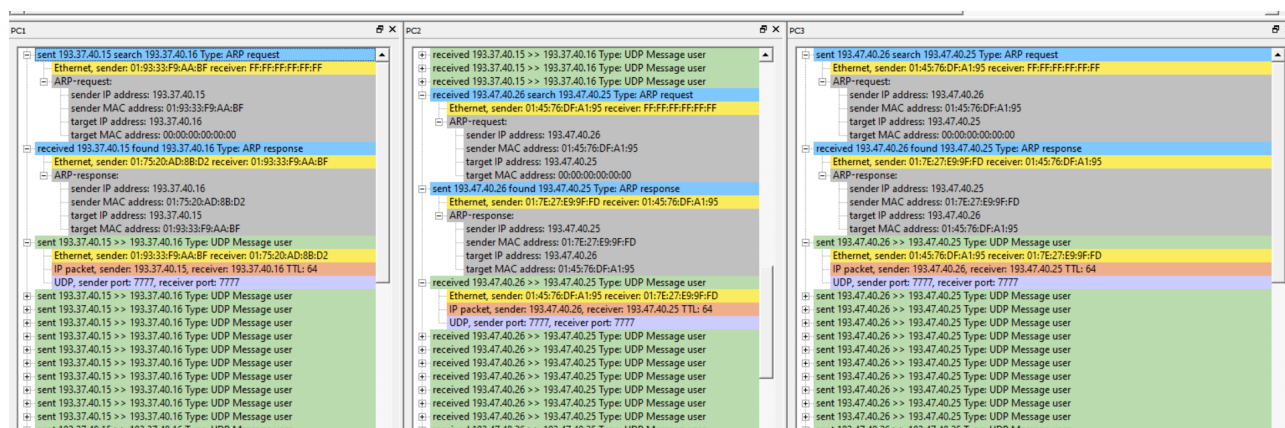 PC1
sent 193.37.40.15 search 193.37.40.16 Type: ARP request
Ethernet, sender: 01:93:33:F9:AA:BF receiver: FF:FF:FF:FF:FF:FF
ARP-request:
sender IP address: 193.37.40.15
sender MAC address: 01:93:33:F9:AA:BF
target IP address: 193.37.40.16
target MAC address: 00:00:00:00:00:00
received 193.37.40.15 found 193.37.40.16 Type: ARP response
Ethernet, sender: 01:75:20:AD:8B:D2 receiver: 01:93:33:F9:AA:BF
ARP-response:
sender IP address: 193.37.40.16
sender MAC address: 01:75:20:AD:8B:D2
target IP address: 193.37.40.15
target MAC address: 01:93:33:F9:AA:BF
sent 193.37.40.15 >> 193.37.40.16 Type: UDP Message user
Ethernet, sender: 01:93:33:F9:AA:BF receiver: 01:75:20:AD:8B:D2
IP packet, sender: 193.37.40.15, receiver: 193.37.40.16 TTL: 64
UDP, sender port: 7777, receiver port: 7777
sent 193.37.40.15 >> 193.37.40.16 Type: UDP Message user
sent 193.37.40.15 >> 193.37.40.16 Type: UDP Message user
sent 193.37.40.15 >> 193.37.40.16 Type: UDP Message user
sent 193.37.40.15 >> 193.37.40.16 Type: UDP Message user
sent 193.37.40.15 >> 193.37.40.16 Type: UDP Message user
sent 193.37.40.15 >> 193.37.40.16 Type: UDP Message user
sent 193.37.40.15 >> 193.37.40.16 Type: UDP Message user
sent 193.37.40.15 >> 193.37.40.16 Type: UDP Message user
sent 193.37.40.15 >> 193.37.40.16 Type: UDP Message user
sent 193.37.40.15 >> 193.37.40.16 Type: UDP Message user
PC2
received 193.37.40.15 >> 193.37.40.16 Type: UDP Message user
received 193.37.40.15 >> 193.37.40.16 Type: UDP Message user
received 193.37.40.15 >> 193.37.40.16 Type: UDP Message user
received 193.47.40.26 search 193.47.40.25 Type: ARP request
Ethernet, sender: 01:45:76:DF:A1:95 receiver: FF:FF:FF:FF:FF:FF
ARP-request:
sender IP address: 193.47.40.26
sender MAC address: 01:45:76:DF:A1:95
target IP address: 193.47.40.25
target MAC address: 00:00:00:00:00:00
sent 193.47.40.26 found 193.47.40.25 Type: ARP response
Ethernet, sender: 01:7E:27:E9:9F:FD receiver: 01:45:76:DF:A1:95
ARP-response:
sender IP address: 193.47.40.25
sender MAC address: 01:7E:27:E9:9F:FD
target IP address: 193.47.40.26
target MAC address: 01:45:76:DF:A1:95
received 193.47.40.26 >> 193.47.40.25 Type: UDP Message user
Ethernet, sender: 01:45:76:DF:A1:95 receiver: 01:7E:27:E9:9F:FD
IP packet, sender: 193.47.40.26, receiver: 193.47.40.25 TTL: 64
UDP, sender port: 7777, receiver port: 7777
received 193.47.40.26 >> 193.47.40.25 Type: UDP Message user
received 193.47.40.26 >> 193.47.40.25 Type: UDP Message user
received 193.47.40.26 >> 193.47.40.25 Type: UDP Message user
received 193.47.40.26 >> 193.47.40.25 Type: UDP Message user
received 193.47.40.26 >> 193.47.40.25 Type: UDP Message user
received 193.47.40.26 >> 193.47.40.25 Type: UDP Message user
received 193.47.40.26 >> 193.47.40.25 Type: UDP Message user
PC3
sent 193.47.40.26 search 193.47.40.25 Type: ARP request
Ethernet, sender: 01:45:76:DF:A1:95 receiver: FF:FF:FF:FF:FF:FF
ARP-request:
sender IP address: 193.47.40.26
sender MAC address: 01:45:76:DF:A1:95
target IP address: 193.47.40.25
target MAC address: 00:00:00:00:00:00
received 193.47.40.26 found 193.47.40.25 Type: ARP response
Ethernet, sender: 01:7E:27:E9:9F:FD receiver: 01:45:76:DF:A1:95
ARP-response:
sender IP address: 193.47.40.25
sender MAC address: 01:7E:27:E9:9F:FD
target IP address: 193.47.40.26
target MAC address: 01:45:76:DF:A1:95
sent 193.47.40.26 >> 193.47.40.25 Type: UDP Message user
Ethernet, sender: 01:45:76:DF:A1:95 receiver: 01:7E:27:E9:9F:FD
IP packet, sender: 193.47.40.26, receiver: 193.47.40.25 TTL: 64
UDP, sender port: 7777, receiver port: 7777
sent 193.47.40.26 >> 193.47.40.25 Type: UDP Message user
sent 193.47.40.26 >> 193.47.40.25 Type: UDP Message user
sent 193.47.40.26 >> 193.47.40.25 Type: UDP Message user
sent 193.47.40.26 >> 193.47.40.25 Type: UDP Message user
sent 193.47.40.26 >> 193.47.40.25 Type: UDP Message user
sent 193.47.40.26 >> 193.47.40.25 Type: UDP Message user
sent 193.47.40.26 >> 193.47.40.25 Type: UDP Message user
sent 193.47.40.26 >> 193.47.40.25 Type: UDP Message user
sent 193.47.40.26 >> 193.47.40.25 Type: UDP Message user
sent 193.47.40.26 >> 193.47.40.25 Type: UDP Message user